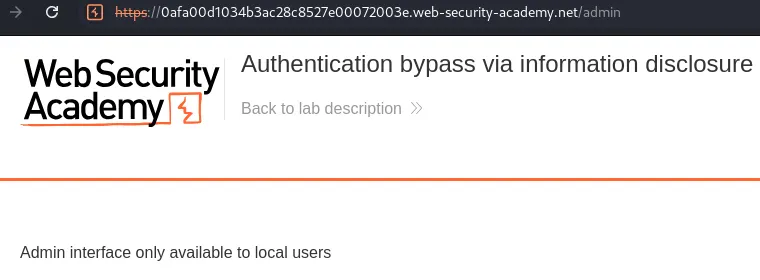 https://0afa00d1034b3ac28c8527e00072003e.web-security-academy.net/admin
Web Security
Academy
Authentication bypass via information disclosure
Back to lab description
Admin interface only available to local users